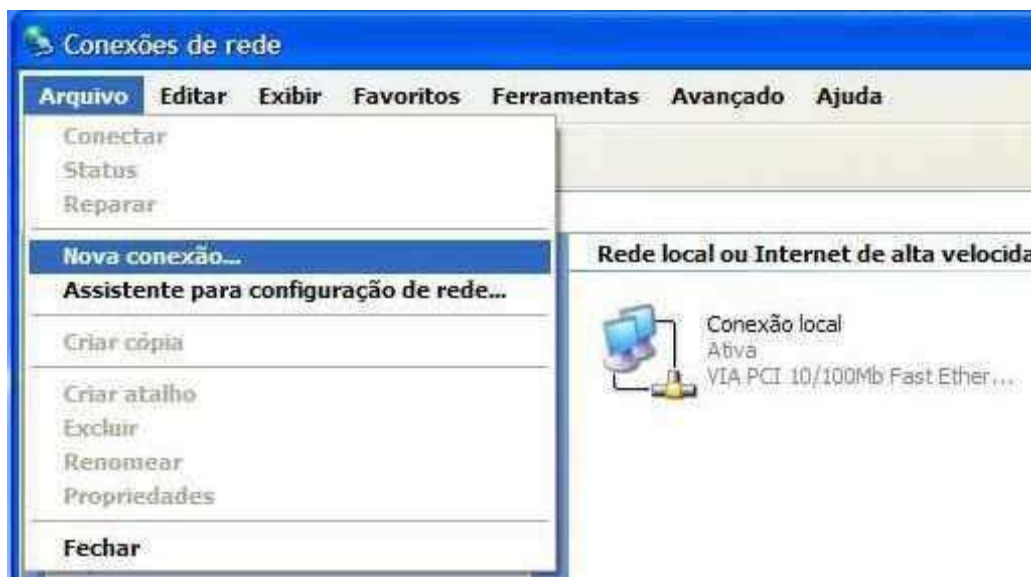 Conexões de rede
Arquivo Editar Exibir Favoritos Ferramentas Avançado Ajuda
Conectar
Status
Reparar
Nova conexão...
Assistente para configuração de rede...
Criar cópia
Criar atalho
Excluir
Renomear
Propriedades
Fechar
Rede local ou Internet de alta velocida
Conexão local
Ativa
VIA PCI 10/100Mb Fast Ether...